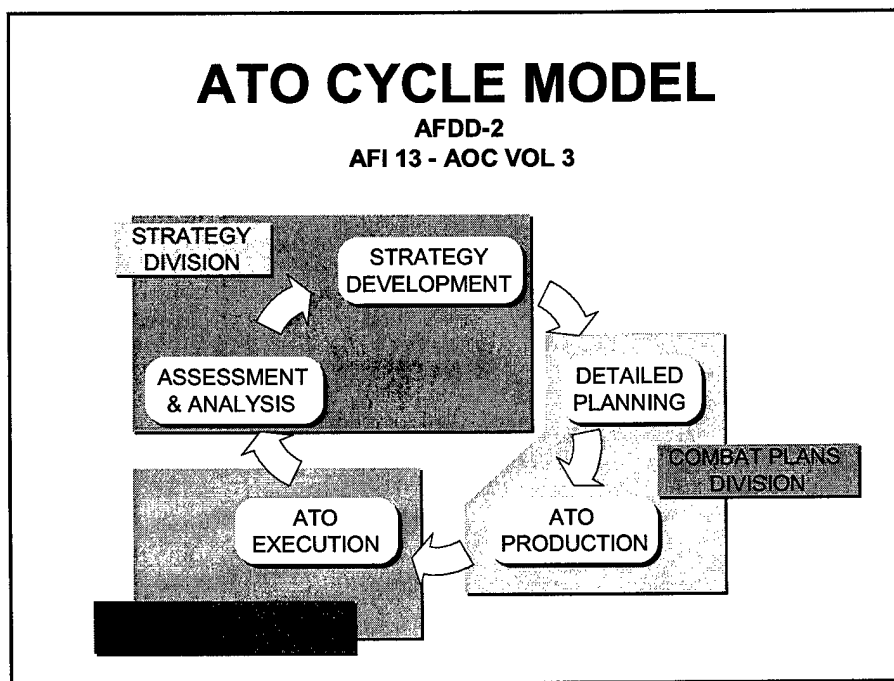 ATO CYCLE MODEL
AFDD-2
AFI 13 - AOC VOL 3
STRATEGY
DIVISION
STRATEGY
DEVELOPMENT
ASSESSMENT
& ANALYSIS
DETAILED
PLANNING
COMBAT PLANS
DIVISION
ATO
EXECUTION
ATO
PRODUCTION